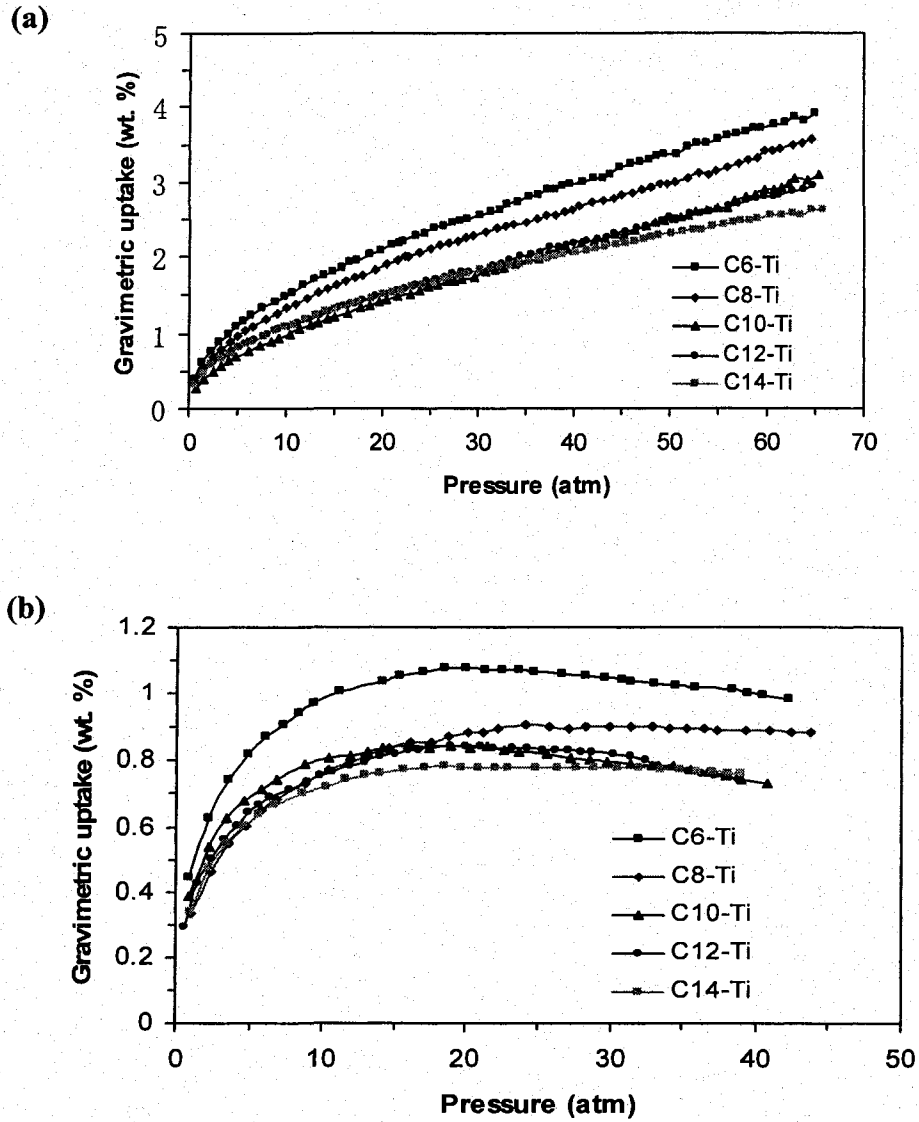 (a)
5
4
3
2
1
0
Gravimetric uptake (wt. %)
C6-Ti
C8-Ti
C10-Ti
C12-Ti
C14-Ti
0 10 20 30 40 50 60 70
Pressure (atm)
(b)
1.2
1
0.8
0.6
0.4
0.2
0
Gravimetric uptake (wt. %)
C6-Ti
C8-Ti
C10-Ti
C12-Ti
C14-Ti
0 10 20 30 40 50
Pressure (atm)